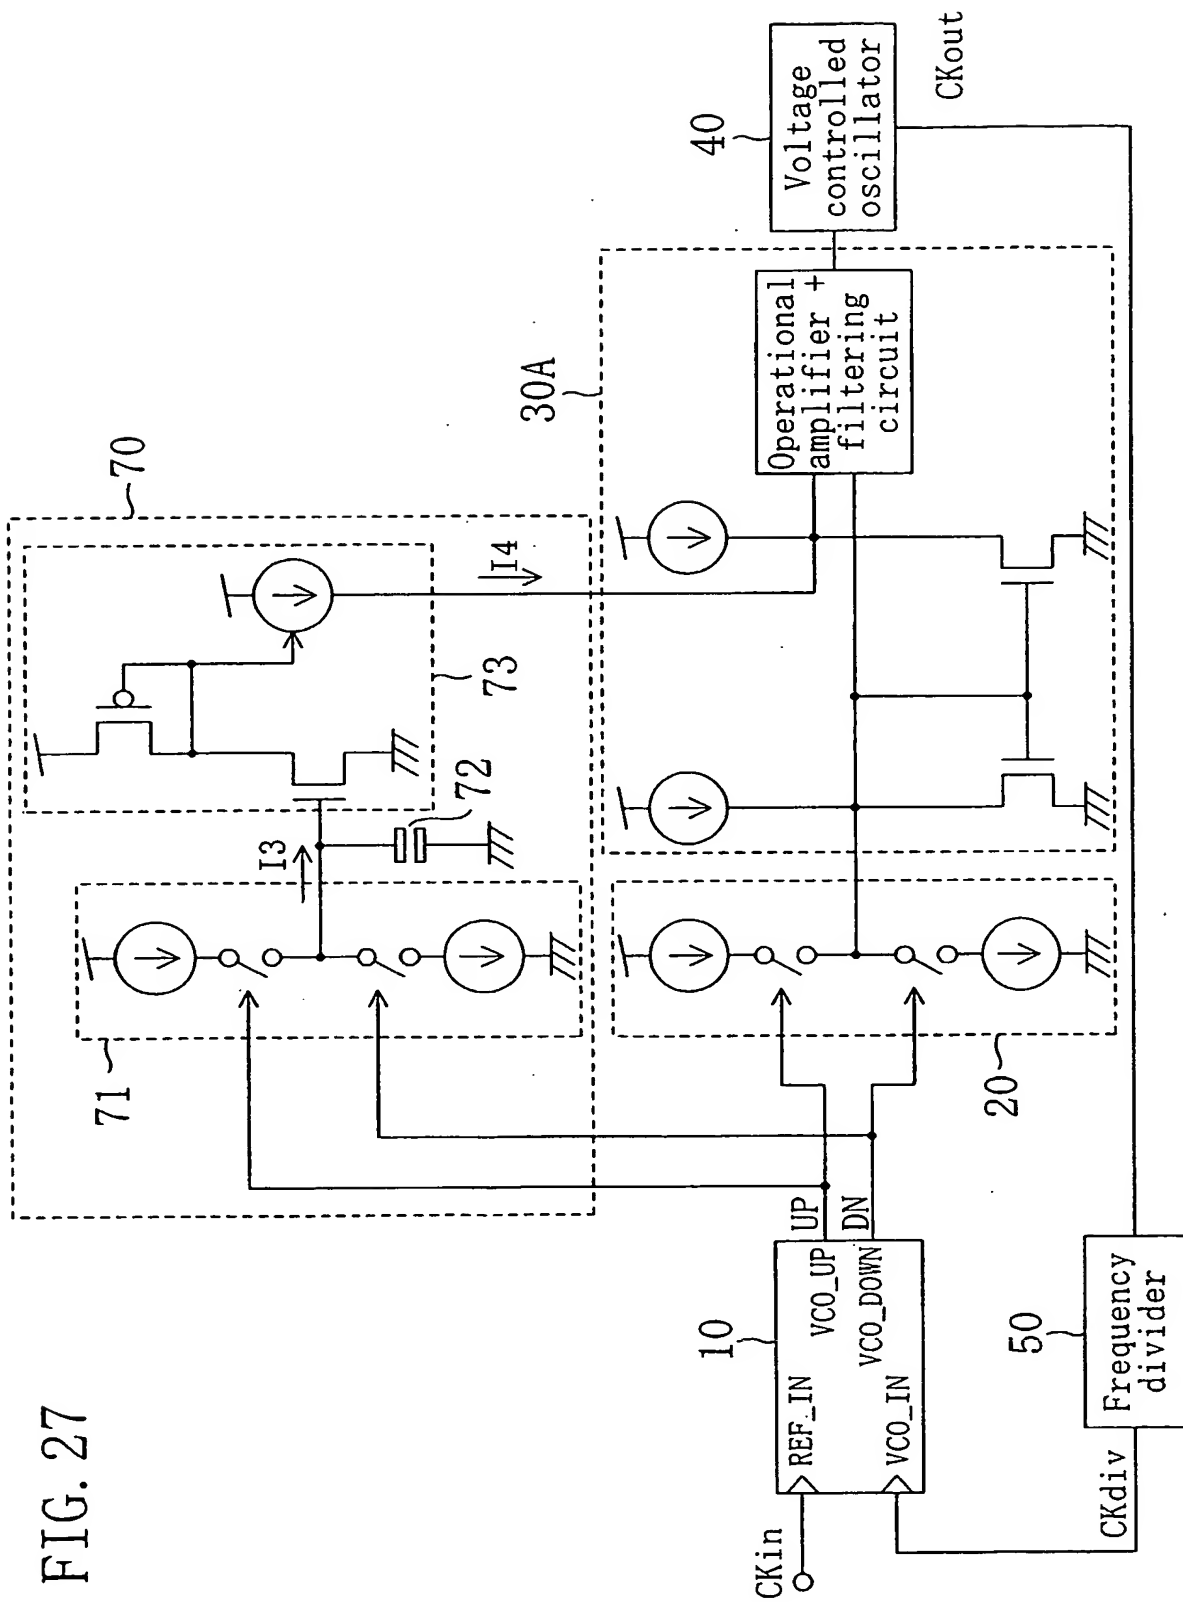 FIG. 27
70
71
I3
72
73
I4
30A
Operational
amplifier +
filtering
circuit
40
Voltage
controlled
oscillator
CKout
20
10
REF_IN
VCO_IN
VCO_UP
VCO_DOWN
UP
DN
CKin
CKdiv
50
Frequency
divider